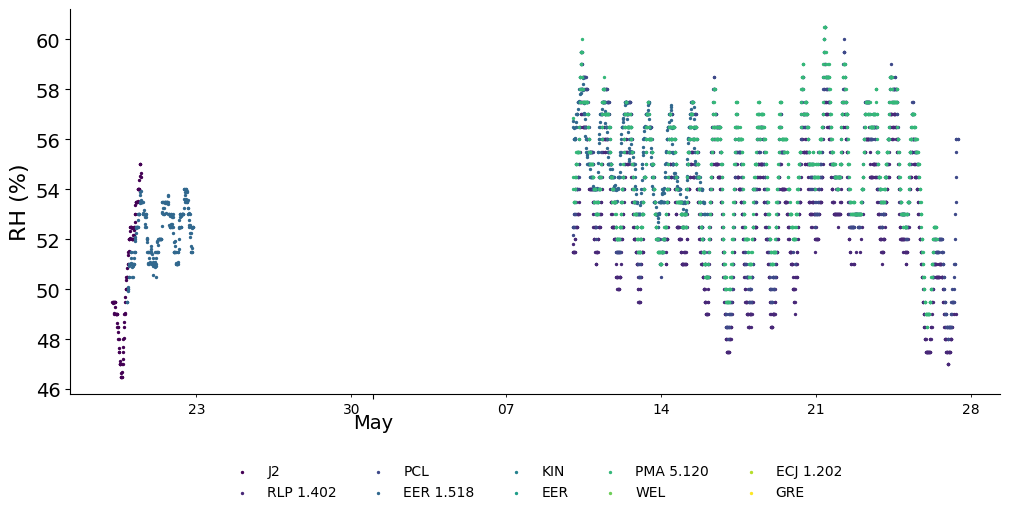 60
58
56
54
52
50
48
46
RH (%)
23
30
07
14
21
28
May
J2
PCL
KIN
PMA 5.120
ECJ 1.202
RLP 1.402
EER 1.518
EER
WEL
GRE